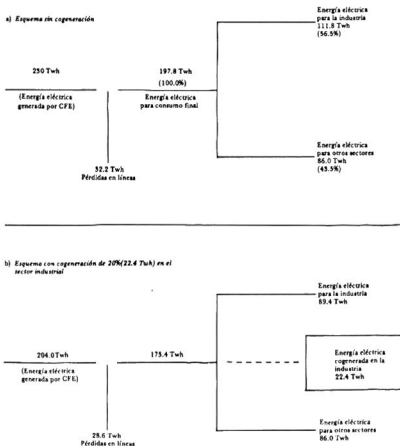 a) Esquema sin cogeneración
Energía eléctrica
para la industria
111.8 Twh
(56.5%)
230 Twh
197.8 Twh
(100.0%)
(Energía eléctrica
generada por CFE)
Energía eléctrica
para consumo final
Energía eléctrica
para otros sectores
86.0 Twh
(43.5%)
32.2 Twh
Pérdidas en líneas
b) Esquema con cogeneración de 20%(22.4 Twh) en el
sector industrial
Energía eléctrica
para la industria
89.4 Twh
204.0Twh
175.4 Twh
(Energía eléctrica
generada por CFE)
Energía eléctrica
cogenerada en la
industria
22.4 Twh
28.6 Twh
Pérdidas en líneas
Energía eléctrica
para otros sectores
86.0 Twh